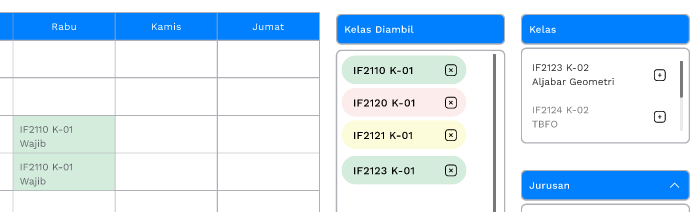 Rabu
Kamis
Jumat
IF2110 K-01
Wajib
IF2110 K-01
Wajib
Kelas Diambil
IF2110 K-01
IF2120 K-01
IF2121 K-01
IF2123 K-01
Kelas
IF2123 K-02
Aljabar Geometri
IF2124 K-02
TBFO
Jurusan